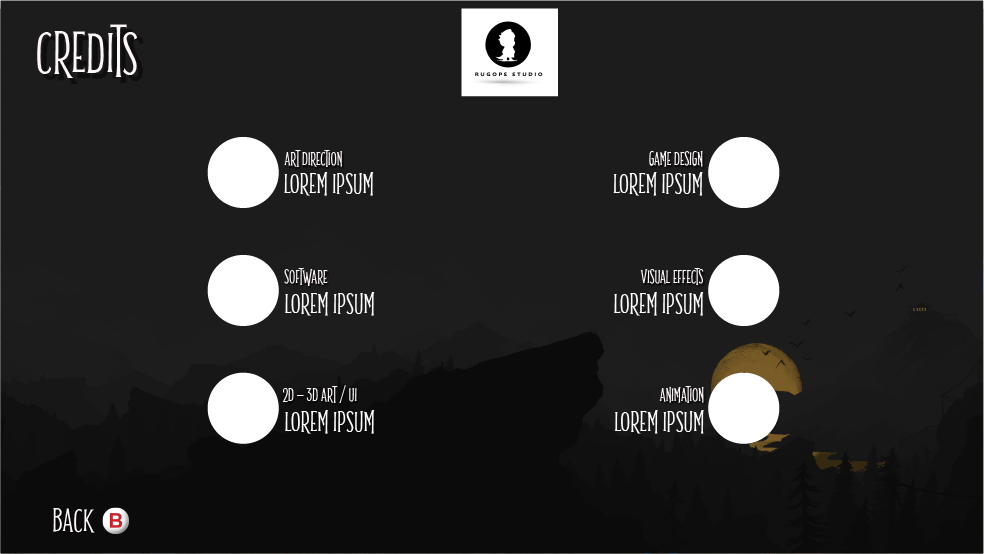 CREDITS
RUGOPS STUDIO
ART DIRECTION
LOREM IPSUM
GAME DESIGN
LOREM IPSUM
SOFTWARE
LOREM IPSUM
VISUAL EFFECTS
LOREM IPSUM
2D – 3D ART / UI
LOREM IPSUM
ANIMATION
LOREM IPSUM
BACK B